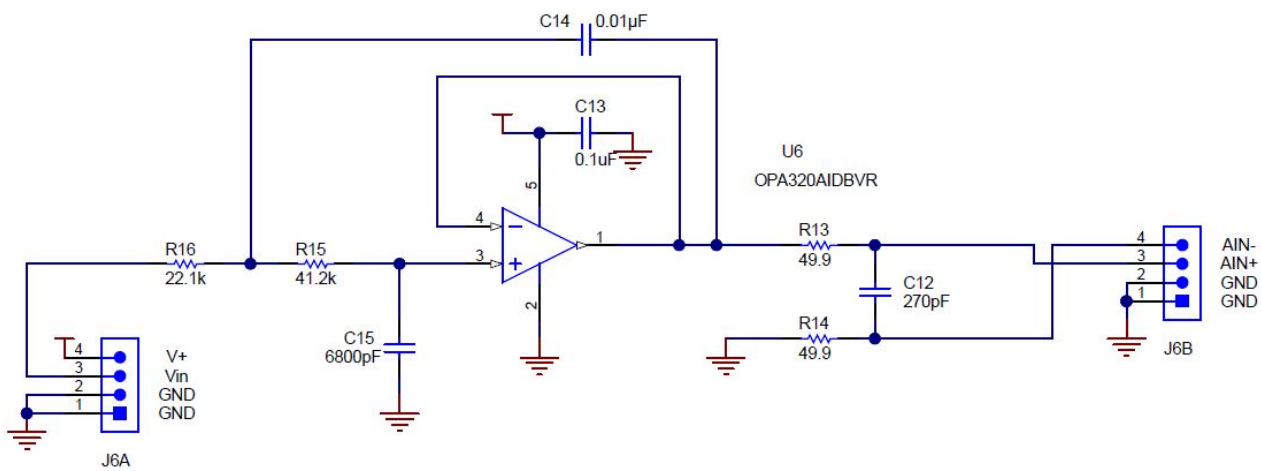 C14 0.01µF
C13
0.1uF
U6
OPA320AIDBVR
5
4
3
1
2
R16
22.1k
R15
41.2k
C15
6800pF
R13
49.9
C12
270pF
R14
49.9
4 AIN-
3 AIN+
2 GND
1 GND
J6B
4 V+
3 Vin
2 GND
1 GND
J6A